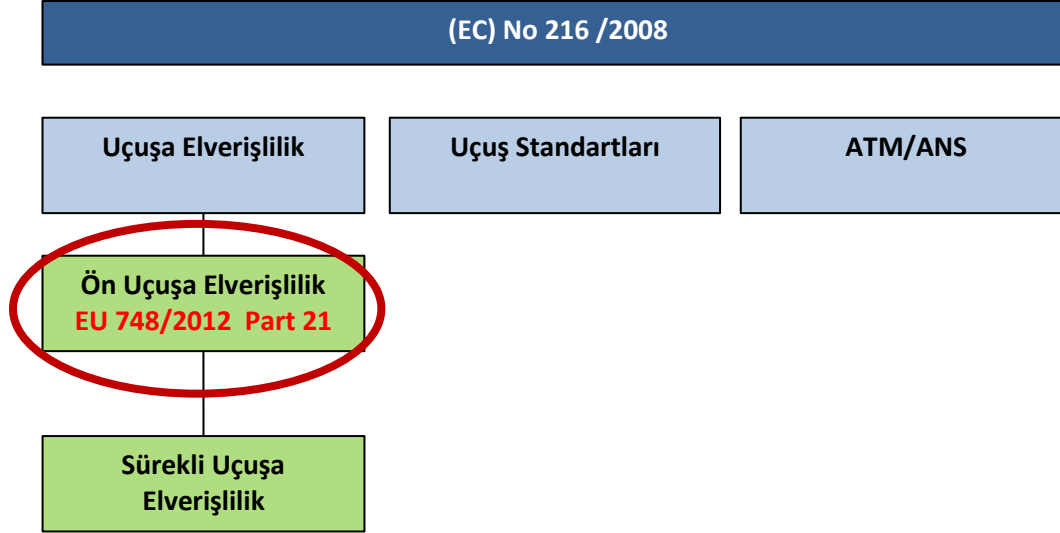 (EC) No 216 /2008
Uçuşa Elverişlilik
Uçuş Standartları
ATM/ANS
Ön Uçuşa Elverişlilik
EU 748/2012 Part 21
Sürekli Uçuşa
Elverişlilik